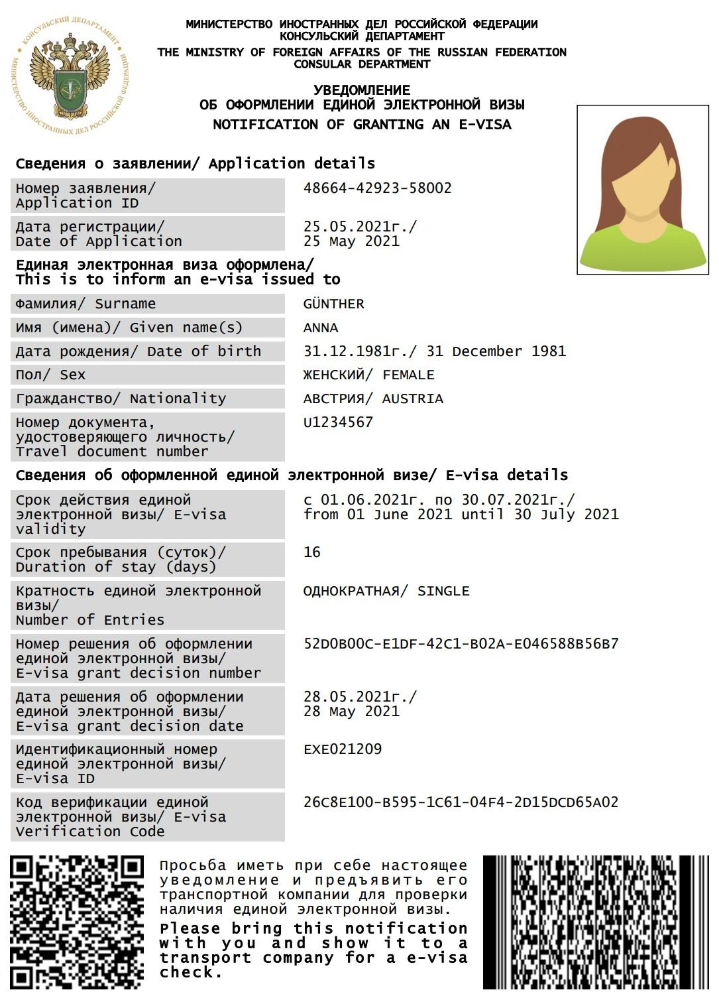 КОНСУЛЬСКИЙ ДЕПАРТАМЕНТ
МИНИСТЕРСТВО ИНОСТРАННЫХ ДЕЛ РОССИЙСКОЙ ФЕДЕРАЦИИ
МИНИСТЕРСТВО ИНОСТРАННЫХ ДЕЛ РОССИЙСКОЙ ФЕДЕРАЦИИ
КОНСУЛЬСКИЙ ДЕПАРТАМЕНТ
THE MINISTRY OF FOREIGN AFFAIRS OF THE RUSSIAN FEDERATION
CONSULAR DEPARTMENT
УВЕДОМЛЕНИЕ
ОБ ОФОРМЛЕНИИ ЕДИНОЙ ЭЛЕКТРОННОЙ ВИЗЫ
NOTIFICATION OF GRANTING AN E-VISA
Сведения о заявлении/ Application details
Номер заявления/
Application ID
48664-42923-58002
Дата регистрации/
Date of Application
25.05.2021г./
25 May 2021
Единая электронная виза оформлена/
This is to inform an e-visa issued to
Фамилия/ Surname
GÜNTHER
Имя (имена)/ Given name(s)
ANNA
Дата рождения/ Date of birth
31.12.1981г./ 31 December 1981
Пол/ Sex
ЖЕНСКИЙ/ FEMALE
Гражданство/ Nationality
АВСТРИЯ/ AUSTRIA
Номер документа,
удостоверяющего личность/
Travel document number
U1234567
Сведения об оформленной единой электронной визе/ E-visa details
Срок действия единой
электронной визы/ E-visa
validity
с 01.06.2021г. по 30.07.2021г./
from 01 June 2021 until 30 July 2021
Срок пребывания (суток)/
Duration of stay (days)
16
Кратность единой электронной
визы/
Number of Entries
ОДНОКРАТНАЯ/ SINGLE
Номер решения об оформлении
единой электронной визы/
E-visa grant decision number
52D0B00C-E1DF-42C1-B02A-E046588B56B7
Дата решения об оформлении
единой электронной визы/
E-visa grant decision date
28.05.2021г./
28 May 2021
Идентификационный номер
единой электронной визы/
E-visa ID
EXE021209
Код верификации единой
электронной визы/ E-visa
Verification Code
26C8E100-B595-1C61-04F4-2D15DCD65A02
Просьба иметь при себе настоящее
уведомление и предъявить его
транспортной компании для проверки
наличия единой электронной визы.
Please bring this notification
with you and show it to a
transport company for a e-visa
check.